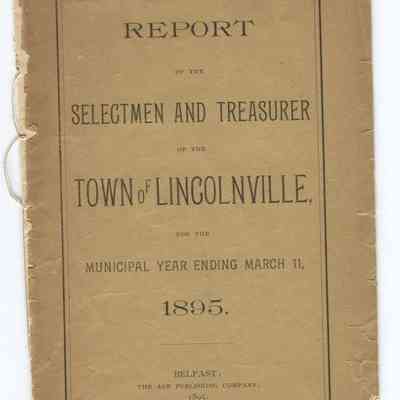 REPORT
OF THE
SELECTMEN AND TREASURER
OF THE
TOWN OF LINCOLNVILLE,
FOR THE
MUNICIPAL YEAR ENDING MARCH 11,
1895.
BELFAST:
THE AGE PUBLISHING COMPANY,
1895.